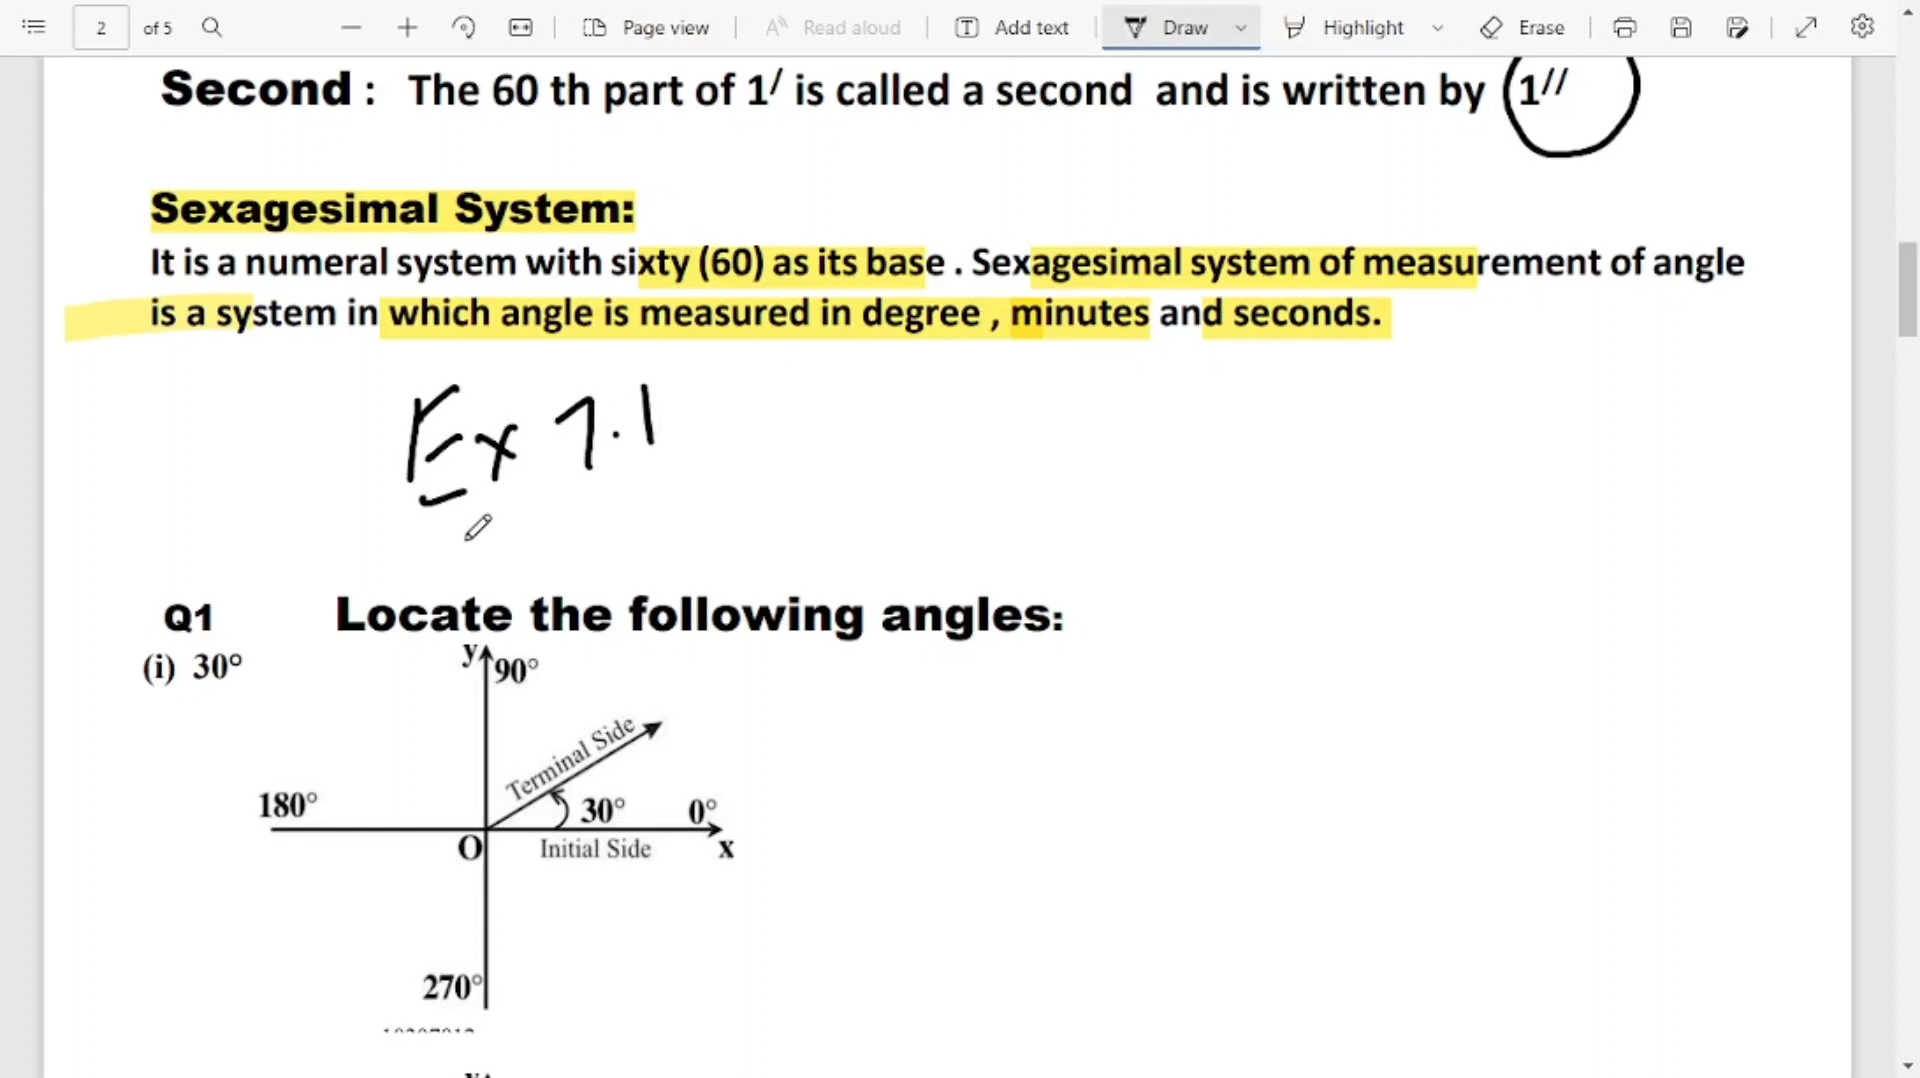 2 of 5 Page view Read aloud Add text Draw Highlight Erase
Second : The 60 th part of 1/ is called a second and is written by 1//
Sexagesimal System:
It is a numeral system with sixty (60) as its base . Sexagesimal system of measurement of angle
is a system in which angle is measured in degree , minutes and seconds.
Ex 7.1
Q1 Locate the following angles:
(i) 30°
y
90°
Terminal Side
180°
30°
0°
O
Initial Side
x
270°